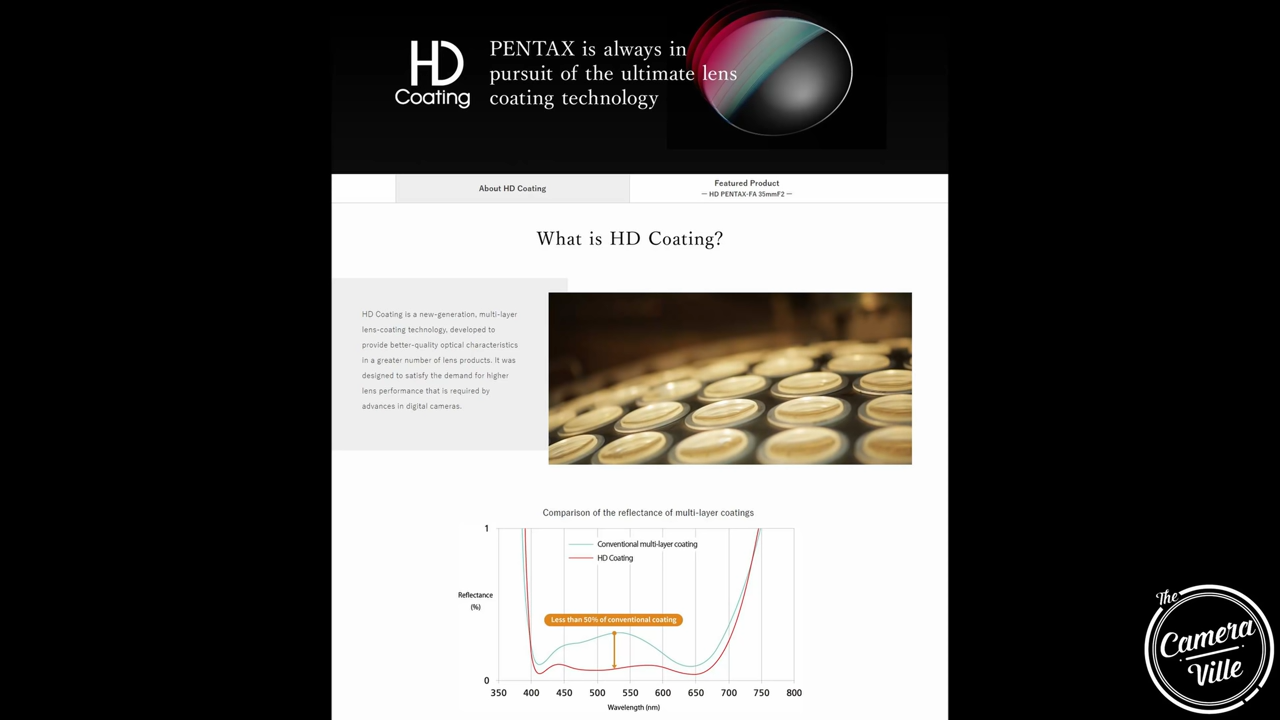 HD
Coating
PENTAX is always in
pursuit of the ultimate lens
coating technology
About HD Coating
Featured Product
— HD PENTAX-FA 35mmF2 —
What is HD Coating?
HD Coating is a new-generation, multi-layer
lens-coating technology, developed to
provide better-quality optical characteristics
in a greater number of lens products. It was
designed to satisfy the demand for higher
lens performance that is required by
advances in digital cameras.
Comparison of the reflectance of multi-layer coatings
1
Conventional multi-layer coating
HD Coating
Reflectance
(%)
Less than 50% of conventional coating
0
350 400 450 500 550 600 650 700 750 800
Wavelength (nm)
The
Camera
Ville